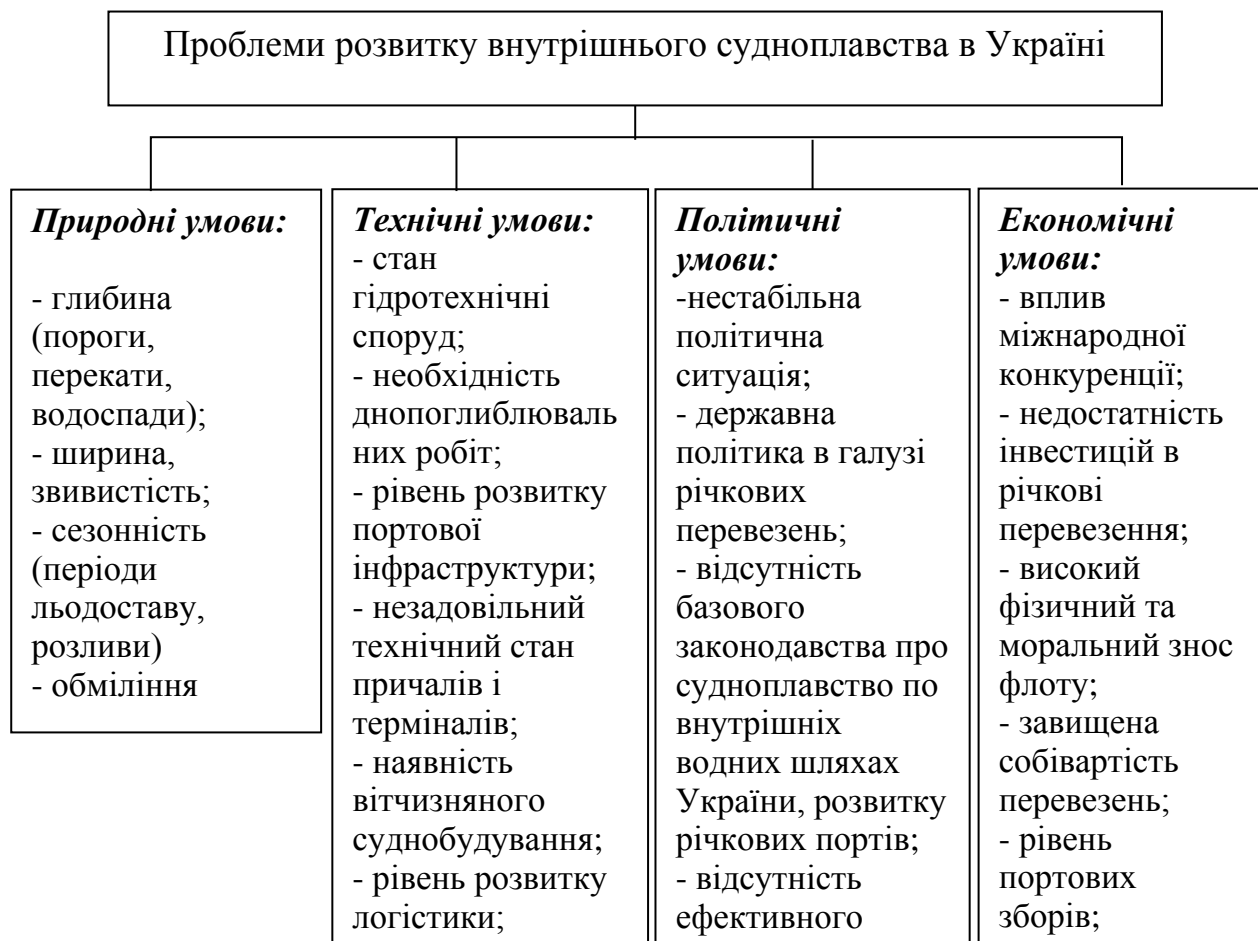 Проблеми розвитку внутрішнього судноплавства в Україні
Природні умови:
- глибина
(пороги,
перекати,
водоспади);
- ширина,
звивистість;
- сезонність
(періоди
льодоставу,
розливи)
- обміління
Технічні умови:
- стан
гідротехнічні
споруд;
- необхідність
днопоглиблюваль
них робіт;
- рівень розвитку
портової
інфраструктури;
- незадовільний
технічний стан
причалів і
терміналів;
- наявність
вітчизняного
суднобудування;
- рівень розвитку
логістики;
Політичні
умови:
-нестабільна
політична
ситуація;
- державна
політика в галузі
річкових
перевезень;
- відсутність
базового
законодавства про
судноплавство по
внутрішніх
водних шляхах
України, розвитку
річкових портів;
- відсутність
ефективного
Економічні
умови:
- вплив
міжнародної
конкуренції;
- недостатність
інвестицій в
річкові
перевезення;
- високий
фізичний та
моральний знос
флоту;
- завищена
собівартість
перевезень;
- рівень
портових
зборів;